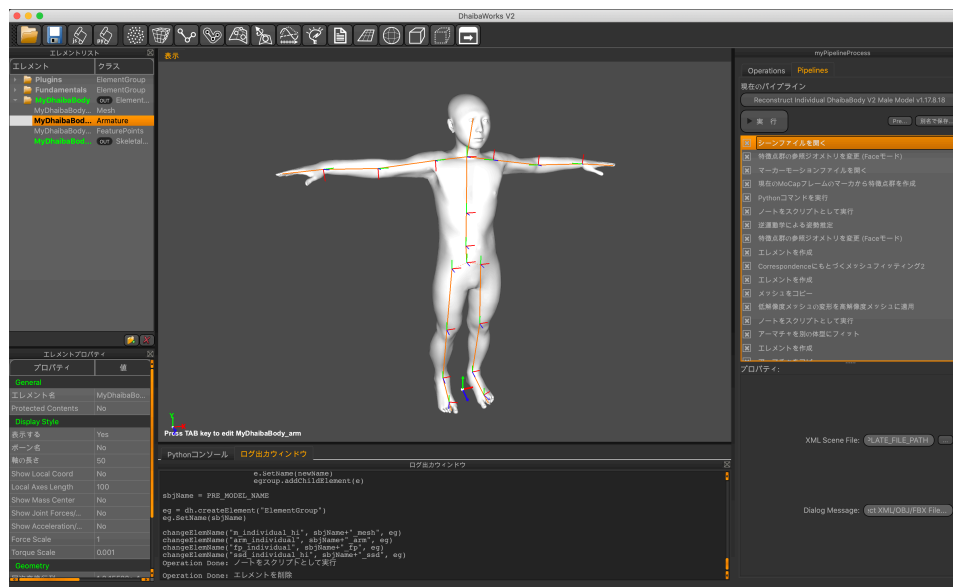 DhaibaWorks V2
エレメントリスト
エレメント クラス
Plugins ElementGroup
Fundamentals ElementGroup
MyDhaibaBody OUT Element...
MyDhaibaBody... Mesh
MyDhaibaBod... Armature
MyDhaibaBody... FeaturePoints
MyDhaibaBod... OUT Skeletal...
エレメントプロパティ
プロパティ 値
General
エレメント名 MyDhaibaBo...
Protected Contents No
Display Style
表示する Yes
ボーン名 No
軸の長さ 50
Show Local Coord No
Local Axes Length 100
Show Mass Center No
Show Joint Forces/... No
Show Acceleration/... No
Force Scale 1
Torque Scale 0.001
Geometry
表示
Y
Press TAB key to edit MyDhaibaBody_arm
Pythonコンソール ログ出力ウィンドウ
ログ出力ウィンドウ
e.SetName(newName)
egroup.addChildElement(e)
sbjName = PRE_MODEL_NAME
eg = dh.createElement("ElementGroup")
eg.SetName(sbjName)
changeElemName("m_individual_hi", sbjName+"_mesh", eg)
changeElemName("arm_individual", sbjName+"_arm", eg)
changeElemName("fp_individual", sbjName+"_fp", eg)
changeElemName("ssd_individual_hi", sbjName+"_ssd", eg)
Operation Done: ノートをスクリプトとして実行
Operation Done: エレメントを削除
myPipelineProcess
Operations Pipelines
現在のパイプライン
Reconstruct Individual DhaibaBody V2 Male Model v1.17.8.18
実 行 Pre... 別名で保存...
シーンファイルを開く
特徴点群の参照ジオメトリを変更 (Faceモード)
マーカーモーションファイルを開く
現在のMoCapフレームのマーカから特徴点群を作成
Pythonコマンドを実行
ノートをスクリプトとして実行
逆運動学による姿勢推定
特徴点群の参照ジオメトリを変更 (Faceモード)
エレメントを作成
Correspondenceにもとづくメッシュフィッティング2
エレメントを作成
メッシュをコピー
低解像度メッシュの変形を高解像度メッシュに適用
ノートをスクリプトとして実行
アーマチャを別の体型にフィット
エレメントを作成
プロパティ:
XML Scene File: PLATE_FILE_PATH ...
Dialog Message: ct XML/OBJ/FBX File...